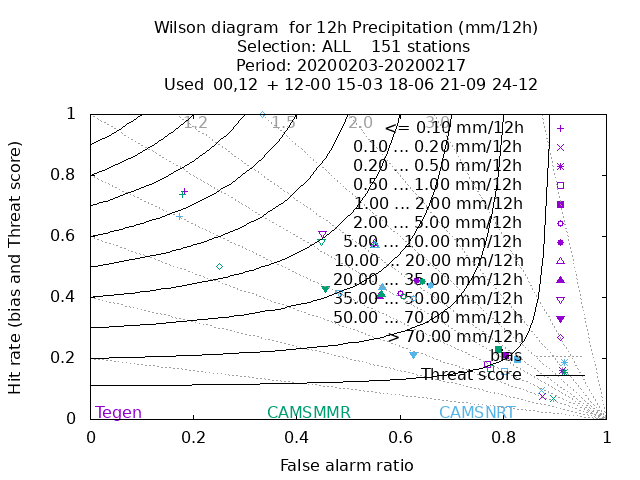 Wilson diagram  for 12h Precipitation (mm/12h)
Selection: ALL    151 stations
Period: 20200203-20200217
Used  00,12  + 12-00 15-03 18-06 21-09 24-12
1.2 1.5 2.0 3.0
<= 0.10 mm/12h
0.10 ... 0.20 mm/12h
0.20 ... 0.50 mm/12h
0.50 ... 1.00 mm/12h
1.00 ... 2.00 mm/12h
2.00 ... 5.00 mm/12h
5.00 ... 10.00 mm/12h
10.00 ... 20.00 mm/12h
20.00 ... 35.00 mm/12h
35.00 ... 50.00 mm/12h
50.00 ... 70.00 mm/12h
> 70.00 mm/12h
bias
Threat score
Tegen CAMSMMR CAMSNRT
1
0.8
0.6
0.4
0.2
0
0 0.2 0.4 0.6 0.8 1
False alarm ratio
Hit rate (bias and Threat score)